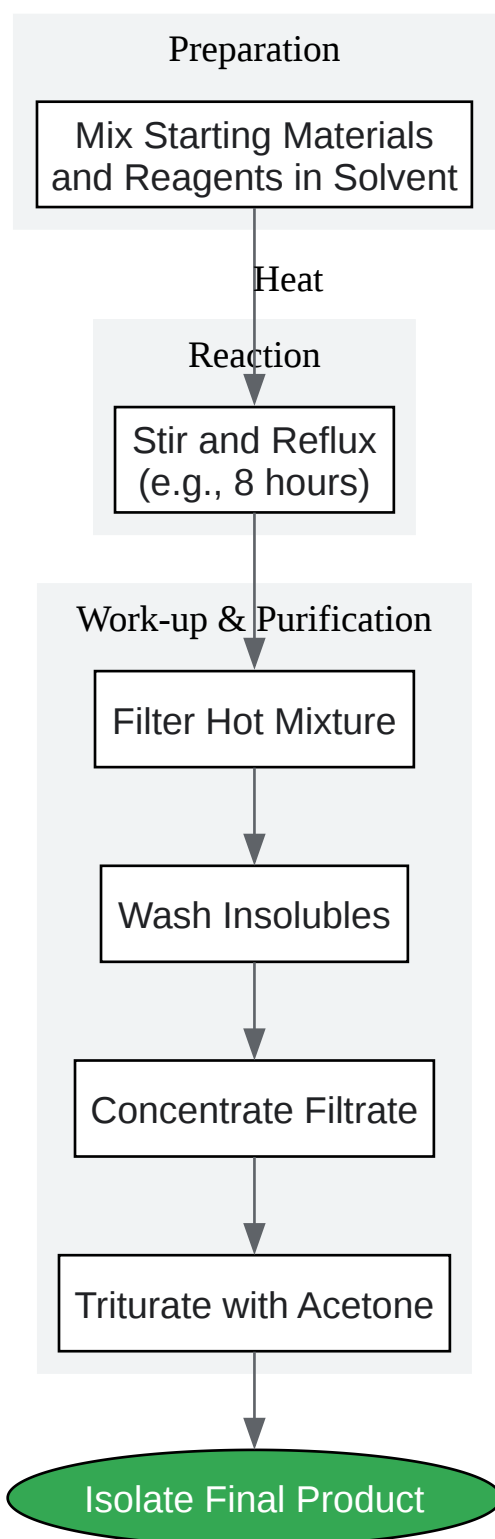 Preparation
Mix Starting Materials
and Reagents in Solvent
Heat
Reaction
Stir and Reflux
(e.g., 8 hours)
Work-up & Purification
Filter Hot Mixture
Wash Insolubles
Concentrate Filtrate
Triturate with Acetone
Isolate Final Product